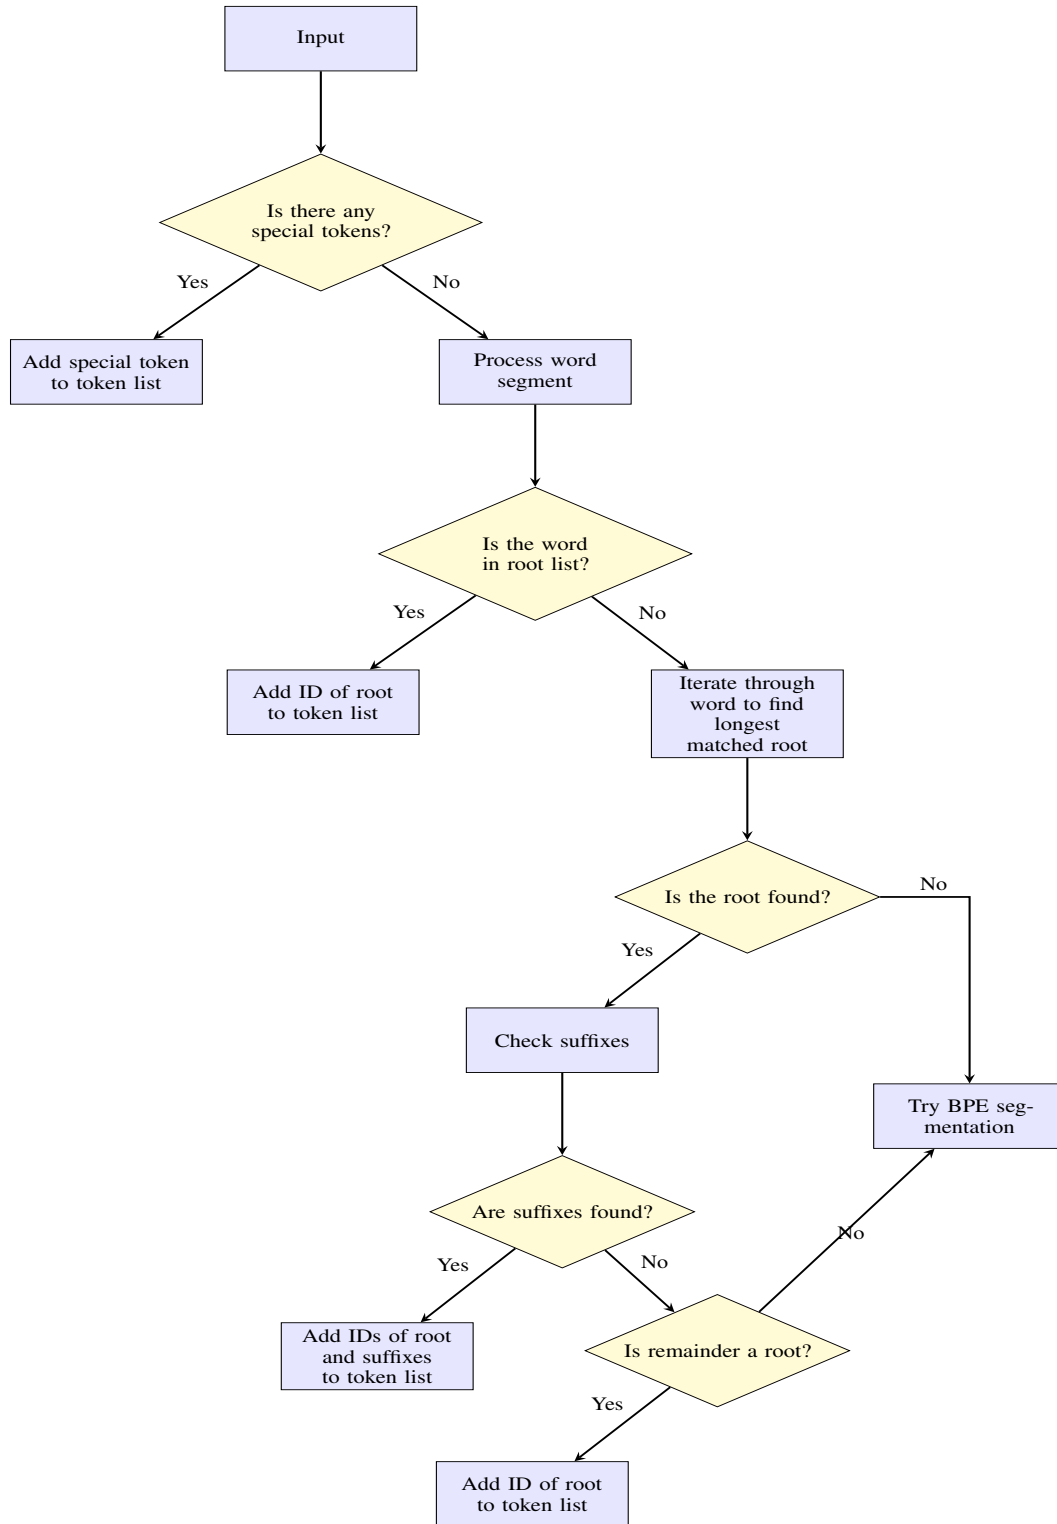 Input
Is there any
special tokens?
Yes
No
Add special token
to token list
Process word
segment
Is the word
in root list?
Yes
No
Add ID of root
to token list
Iterate through
word to find
longest
matched root
Is the root found?
No
Yes
Check suffixes
Try BPE seg-
mentation
Are suffixes found?
No
Yes
No
Add IDs of root
and suffixes
to token list
Is remainder a root?
Yes
Add ID of root
to token list